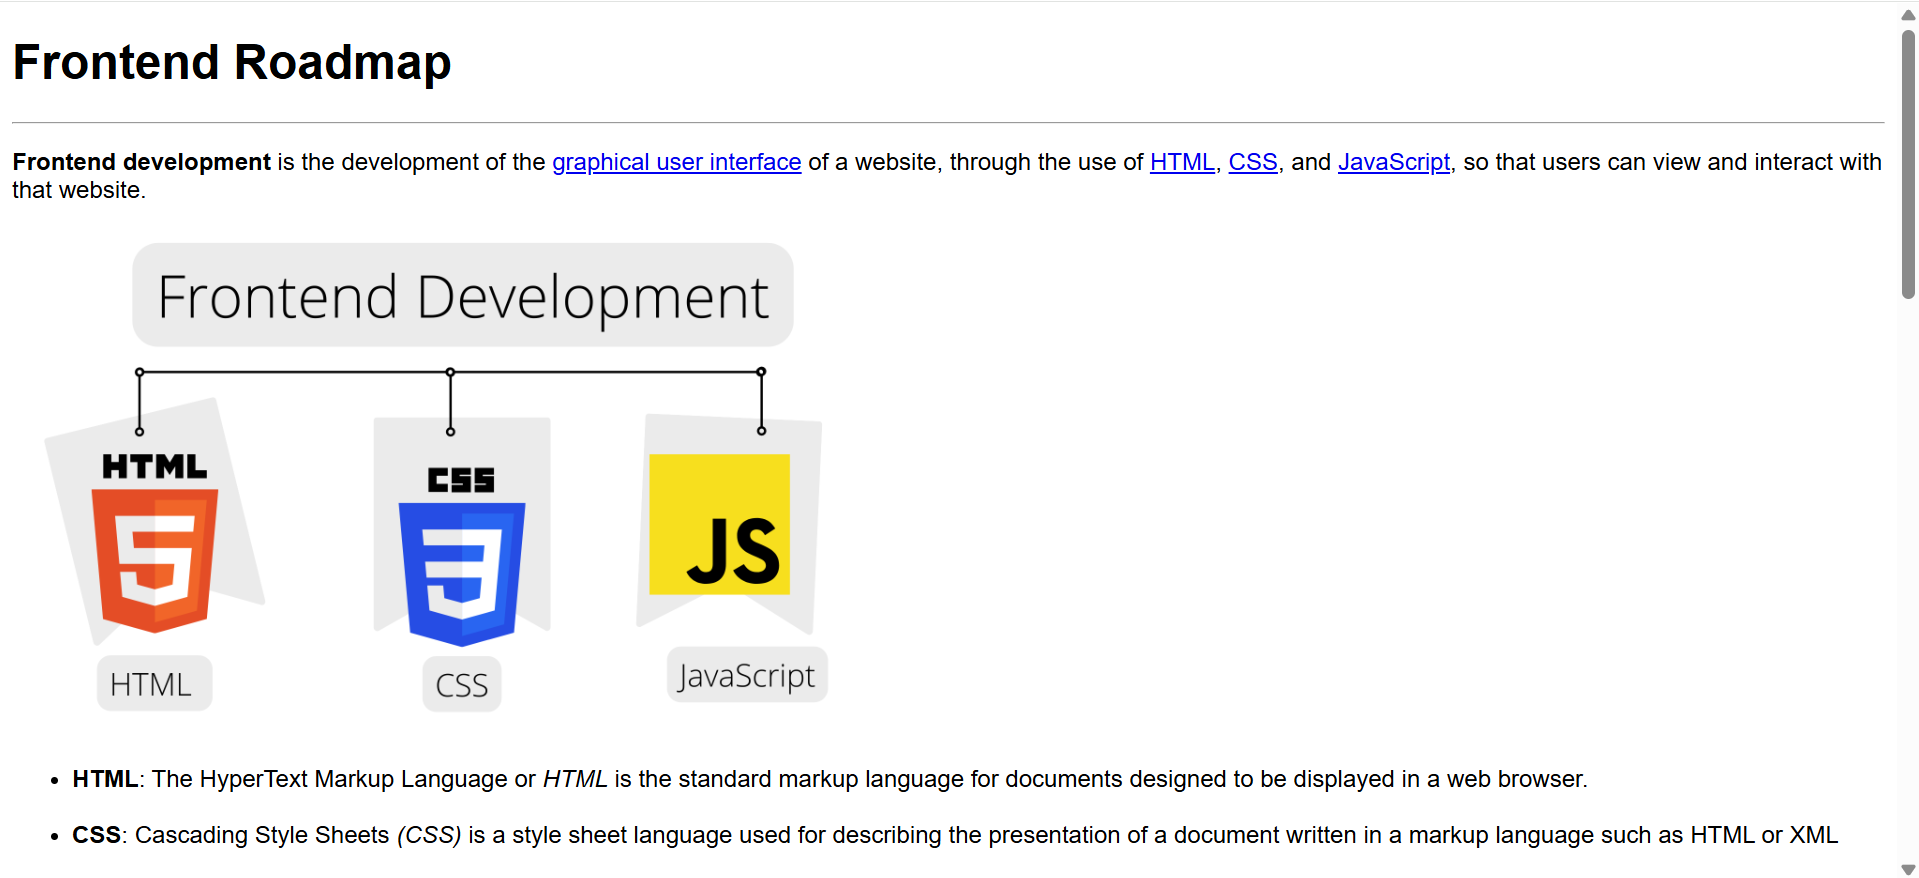 Frontend Roadmap
Frontend development is the development of the graphical user interface of a website, through the use of HTML, CSS, and JavaScript, so that users can view and interact with
that website.
Frontend Development
HTML
CSS
JS
5
3
HTML
CSS
JavaScript
• HTML: The HyperText Markup Language or HTML is the standard markup language for documents designed to be displayed in a web browser.
• CSS: Cascading Style Sheets (CSS) is a style sheet language used for describing the presentation of a document written in a markup language such as HTML or XML